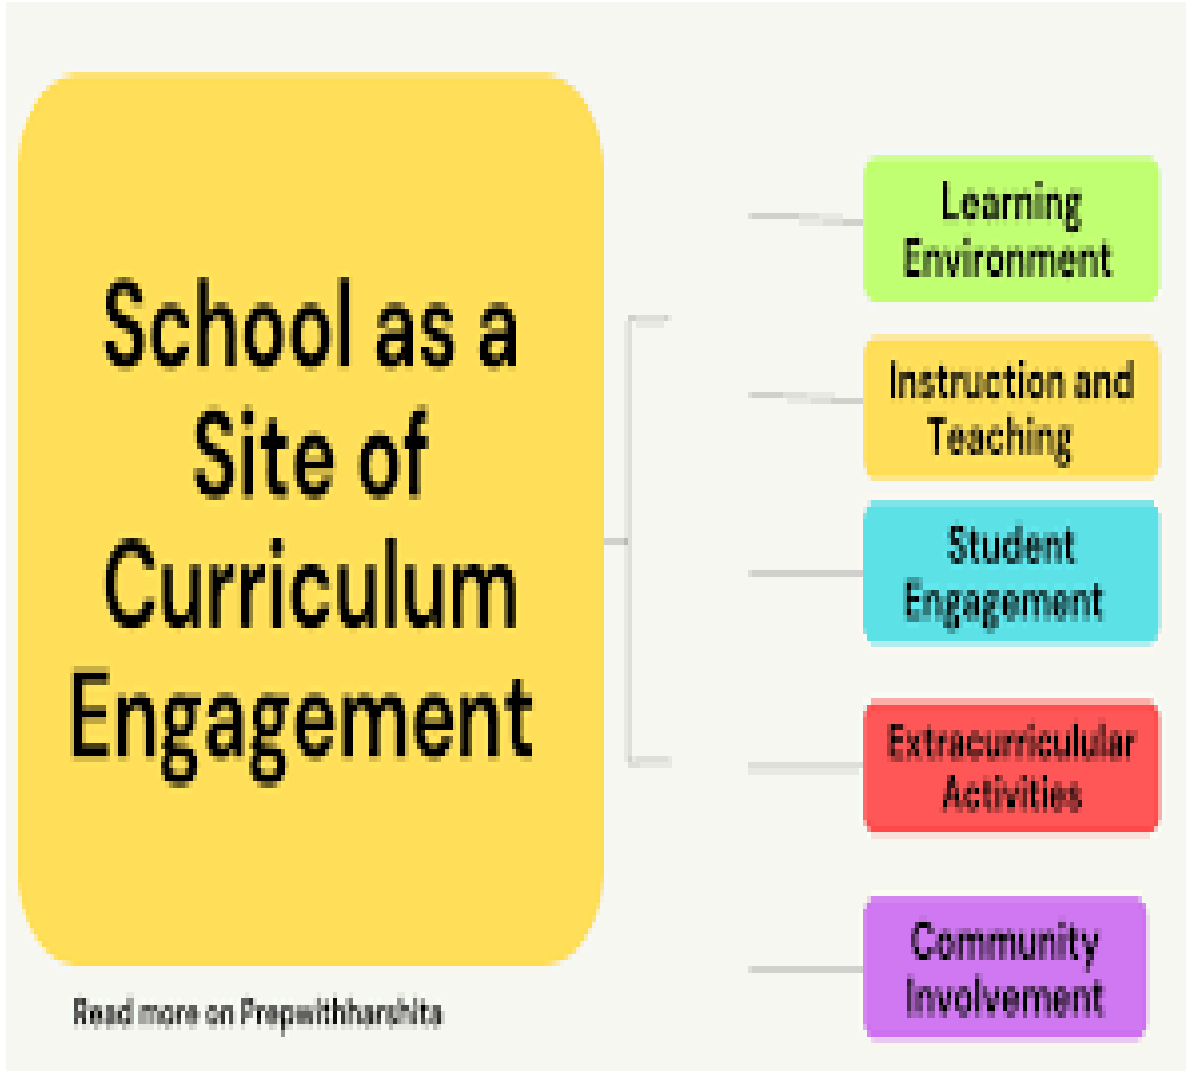 School as a
Site of
Curriculum
Engagement
Learning
Environment
Instruction and
Teaching
Student
Engagement
Extracurriculular
Activities
Community
Involvement
Read more on Prepwithharshita